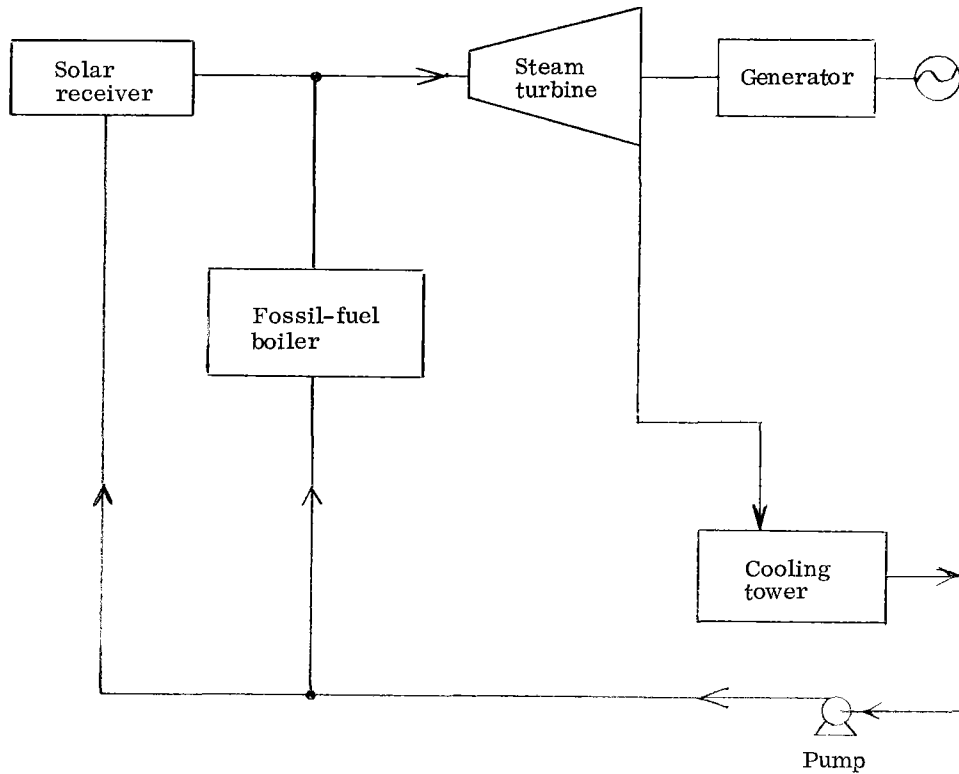 Solar
receiver
Steam
turbine
Generator
Fossil-fuel
boiler
Cooling
tower
Pump